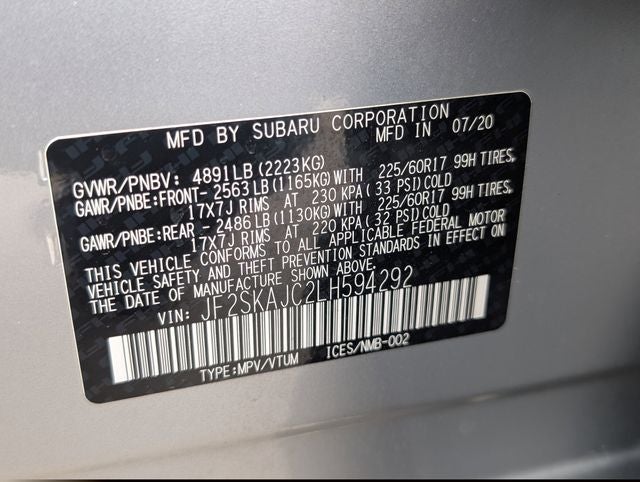 MFD BY SUBARU CORPORATION
MFD IN 07/20
GVWR/PNBV: 4891LB (2223KG)
GAWR/PNBE:FRONT- 2563LB (1165KG) WITH 225/60R17 99H TIRES,
17X7J RIMS AT 230 KPA (33 PSI) COLD
GAWR/PNBE:REAR - 2486LB (1130KG) WITH 225/60R17 99H TIRES,
17X7J RIMS AT 220 KPA (32 PSI) COLD
THIS VEHICLE CONFORMS TO ALL APPLICABLE FEDERAL MOTOR
VEHICLE SAFETY AND THEFT PREVENTION STANDARDS IN EFFECT ON
THE DATE OF MANUFACTURE SHOWN ABOVE.
VIN: JF2SKAJC2LH594292
TYPE:MPV/VTUM ICES/NMB-002